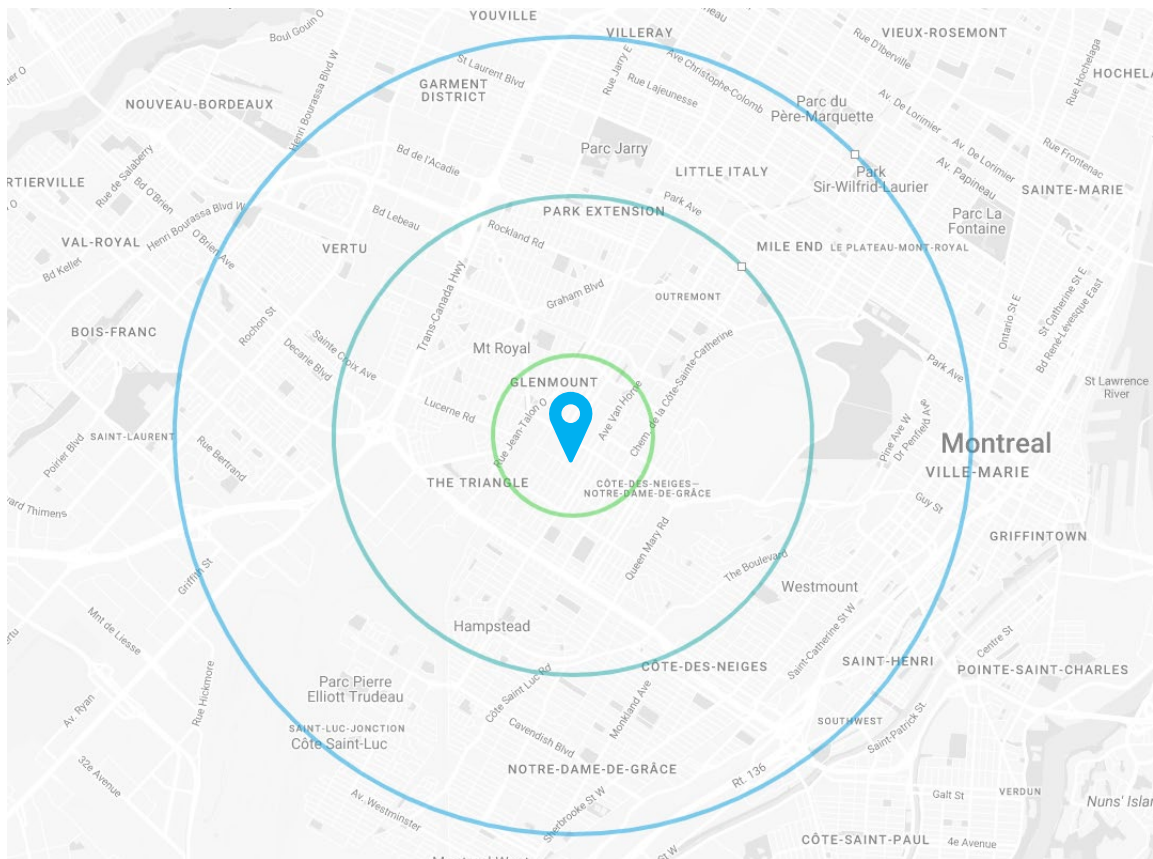 YOUVILLE
Boul Gouin O
VILLERAY
VIEUX-ROSEMONT
Rue D'Iberville
St Laurent Blvd
Rue Jarry E
Ave Christophe-Colomb
Rue Hochelaga
HOCHELA
GARMENT
DISTRICT
Rue Lajeunesse
NOUVEAU-BORDEAUX
Henri Bourassa Blvd W
Parc du
Père-Marquette
Av. De Lorimier
Rue Frontenac
Bd de l'Acadie
Parc Jarry
Av. De Lorimier
Rue de Salaberry
LITTLE ITALY
Park
Sir-Wilfrid-Laurier
Av. Papineau
SAINTE-MARIE
RTIERVILLE
Bd O'Brien
Henri Bourassa Blvd W
Bd Lebeau
PARK EXTENSION
Park Ave
Parc La
Fontaine
VAL-ROYAL
O'Brien Ave
VERTU
Rockland Rd
MILE END
LE PLATEAU-MONT-ROYAL
Bd Kellet
Trans-Canada Hwy
Graham Blvd
OUTREMONT
St Catherine St E
Bd René-Lévesque East
Ontario St E
BOIS-FRANC
Rochon St
Sainte Croix Ave
Decarie Blvd
Mt Royal
GLENMOUNT
Park Ave
St Lawrence
River
Lucerne Rd
Rue Jean-Talon O
Ave Van Horne
Chem. de la Côte-Sainte-Catherine
SAINT-LAURENT
Poirier Blvd
Rue Bertrand
Pine Ave W
Dr Penfield Ave
Montreal
VILLE-MARIE
THE TRIANGLE
CÔTE-DES-NEIGES—
NOTRE-DAME-DE-GRÂCE
vard Thimens
Guy St
GRIFFINTOWN
Queen Mary Rd
The Boulevard
Griffith St
Westmount
Mnt de Liesse
ertu
Hampstead
Saint-Catherine St W
Centre St
CÔTE-DES-NEIGES
SAINT-HENRI
POINTE-SAINT-CHARLES
Parc Pierre
Elliott Trudeau
Côte Saint Luc Rd
Rue Hickmore
Av. Ryan
Monkland Ave
SAINT-LUC-JONCTION
Côte Saint-Luc
Cavendish Blvd
SOUTHWEST
Saint-Patrick St.
32e Avenue
NOTRE-DAME-DE-GRÂCE
Rt. 136
Galt St
VERDUN
Nuns' Islan
Av. Westminster
Sherbrooke St W
CÔTE-SAINT-PAUL
4e Avenue
St W